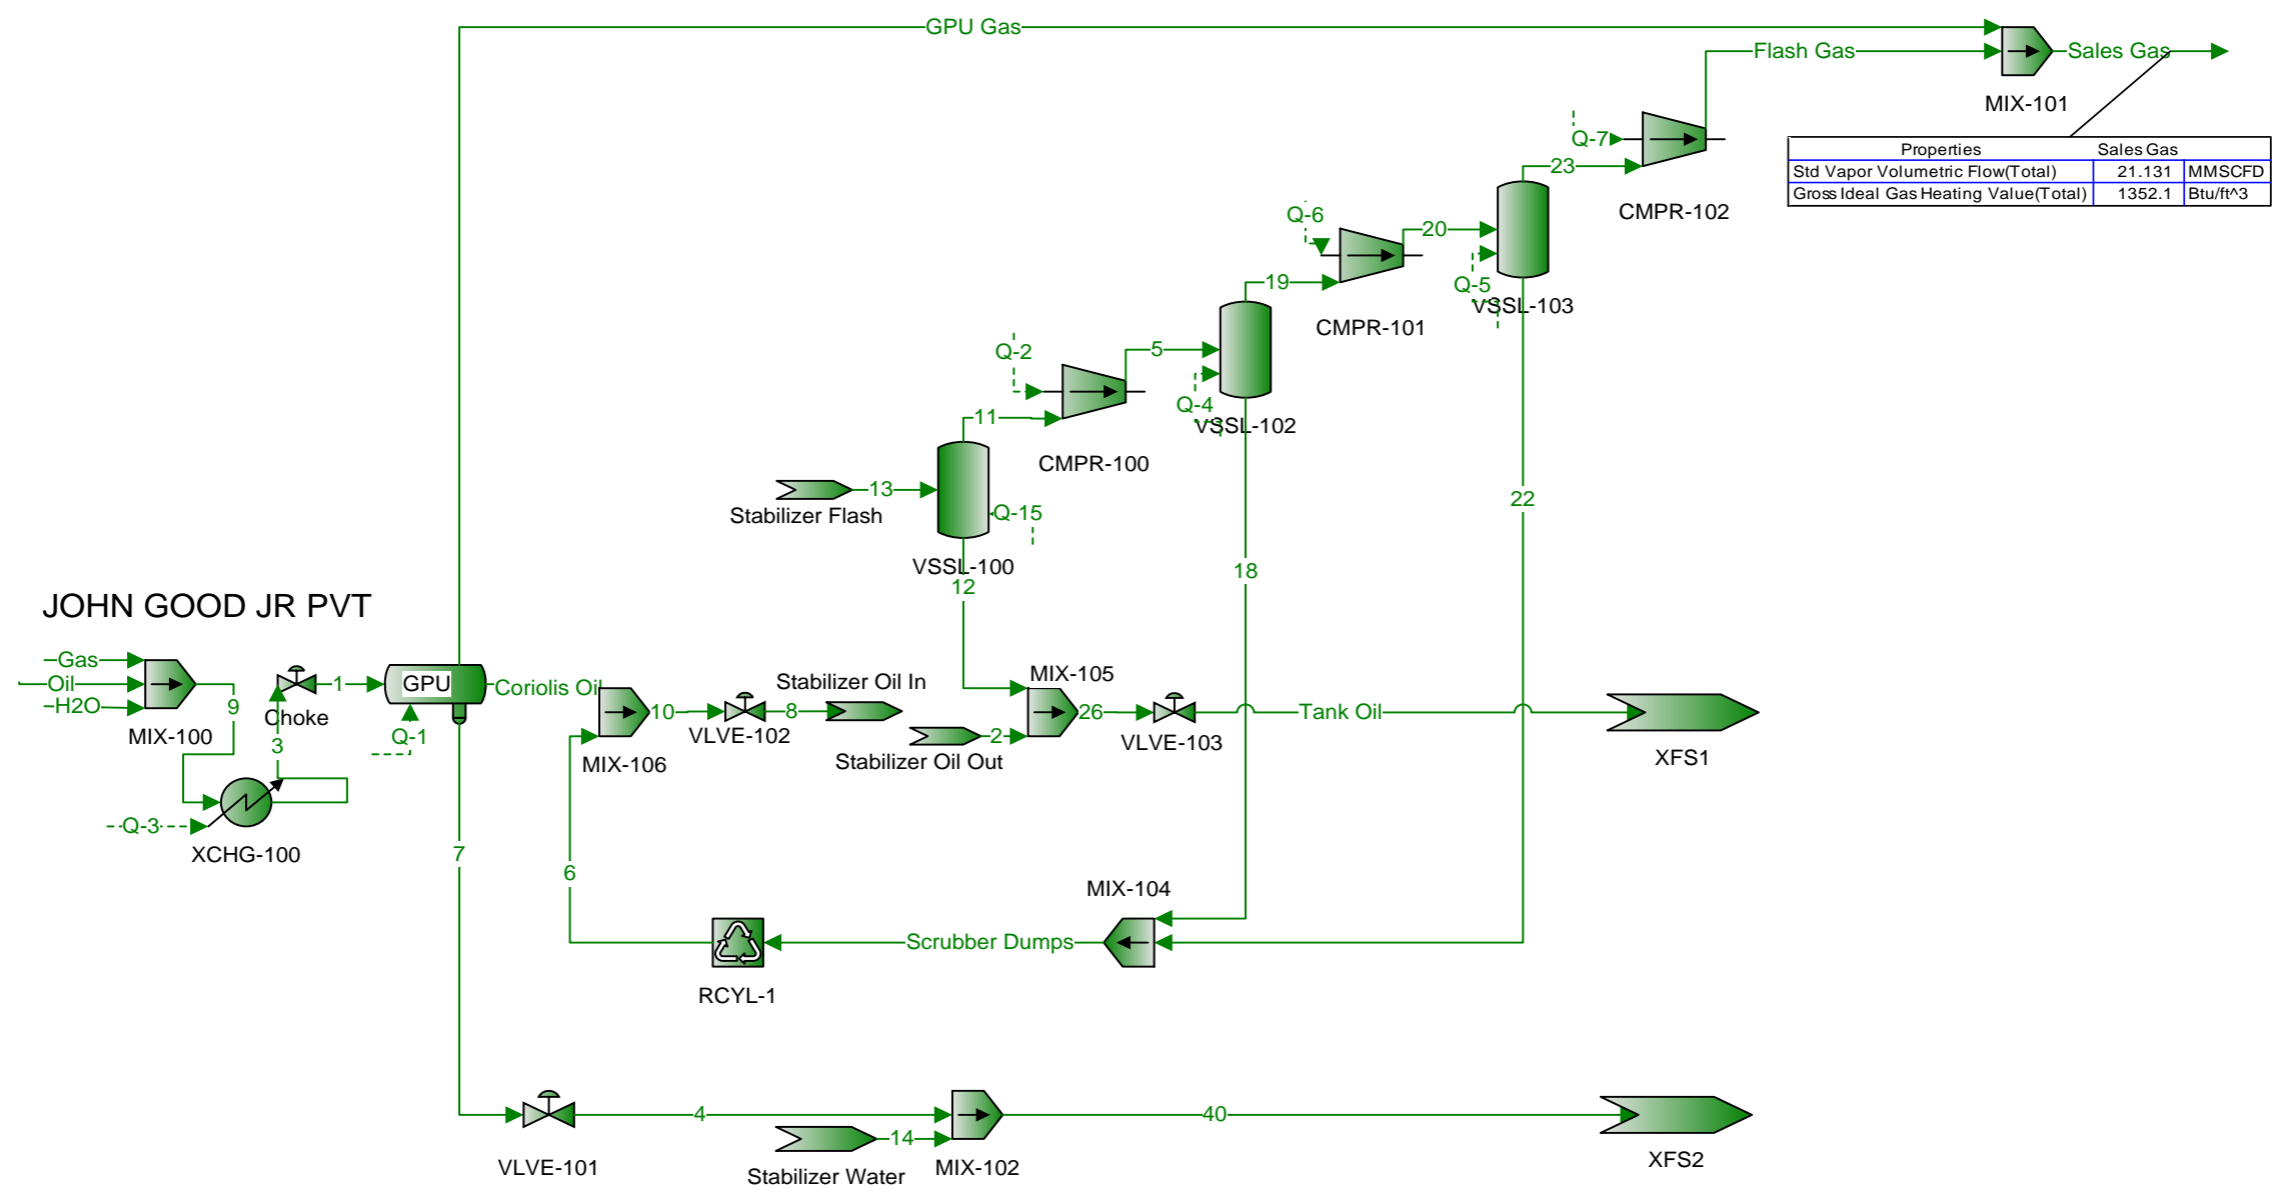 GPU Gas
Flash Gas
Sales Gas
MIX-101
Properties Sales Gas
Std Vapor Volumetric Flow(Total) 21.131 MMSCFD
Gross Ideal Gas Heating Value(Total) 1352.1 Btu/ft^3
Q-7
23
CMPR-102
Q-6
20
Q-5
VSSL-103
19
CMPR-101
Q-2
5
Q-4
VSSL-102
11
CMPR-100
13
Stabilizer Flash
Q-15
VSSL-100
12
22
18
JOHN GOOD JR PVT
Gas
Oil
H2O
MIX-100
9
Choke
3
1
GPU
Q-1
Coriolis Oil
Q-3
XCHG-100
7
MIX-106
10
VLVE-102
8
Stabilizer Oil In
MIX-105
2
Stabilizer Oil Out
26
VLVE-103
Tank Oil
XFS1
6
MIX-104
Scrubber Dumps
RCYL-1
VLVE-101
4
14
Stabilizer Water
MIX-102
40
XFS2